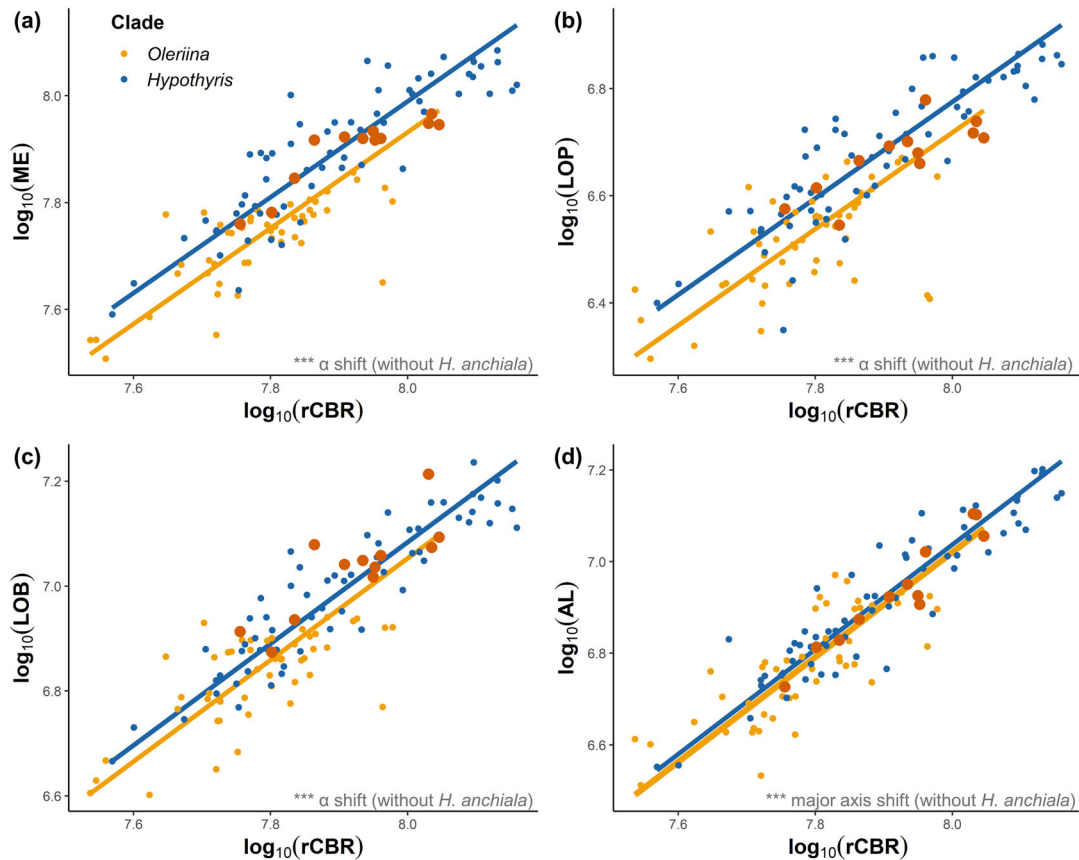 (a)
Clade
Oleriina
Hypothyris
log10(ME)
8.0
7.8
7.6
*** α shift (without H. anchiala)
7.6 7.8 8.0
log10(rCBR)
(b)
log10(LOP)
6.8
6.6
6.4
*** α shift (without H. anchiala)
7.6 7.8 8.0
log10(rCBR)
(c)
log10(LOB)
7.2
7.0
6.8
6.6
*** α shift (without H. anchiala)
7.6 7.8 8.0
log10(rCBR)
(d)
log10(AL)
7.2
7.0
6.8
6.6
*** major axis shift (without H. anchiala)
7.6 7.8 8.0
log10(rCBR)